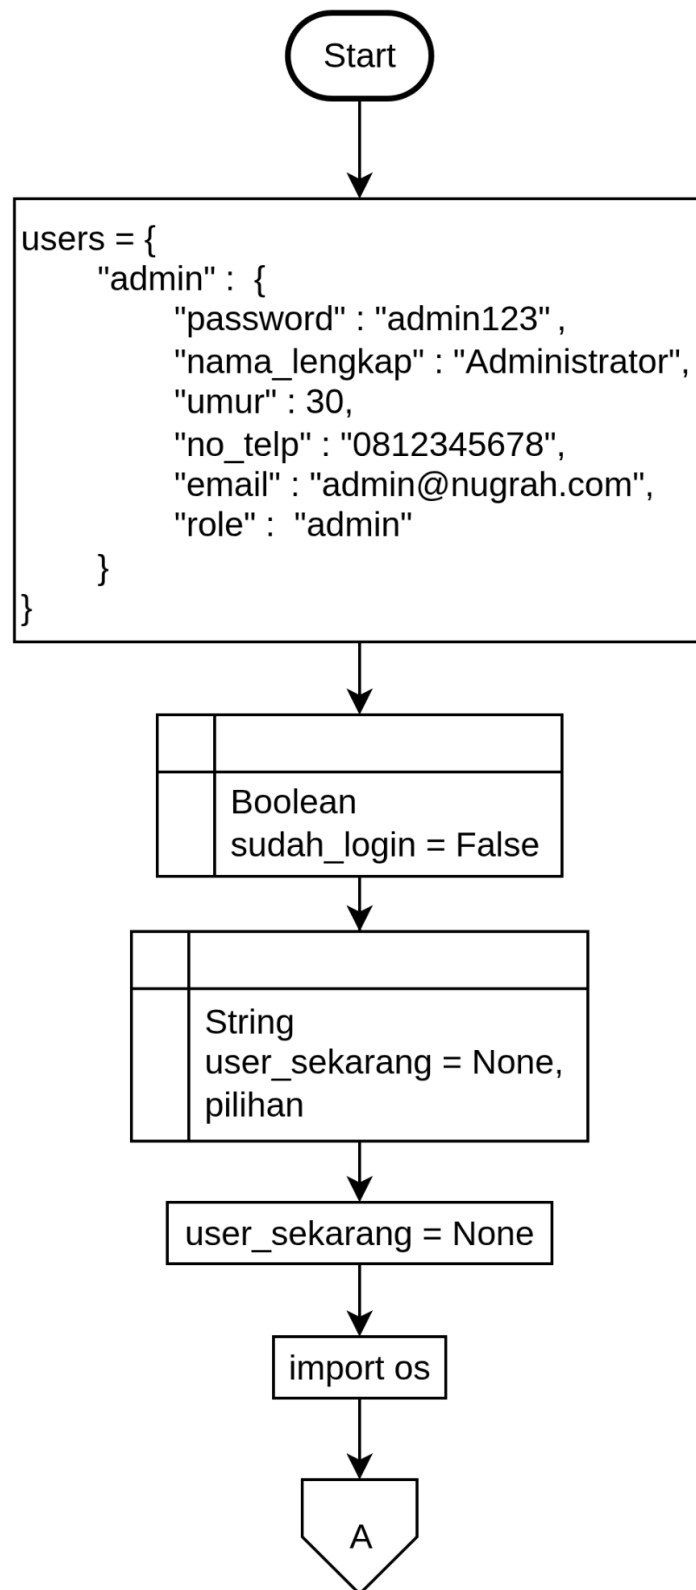 Start
users = {
"admin" :  {
"password" : "admin123" ,
"nama_lengkap" : "Administrator",
"umur" : 30,
"no_telp" : "0812345678",
"email" : "admin@nugrah.com",
"role" :  "admin"
}
}
Boolean
sudah_login = False
String
user_sekarang = None,
pilihan
user_sekarang = None
import os
A